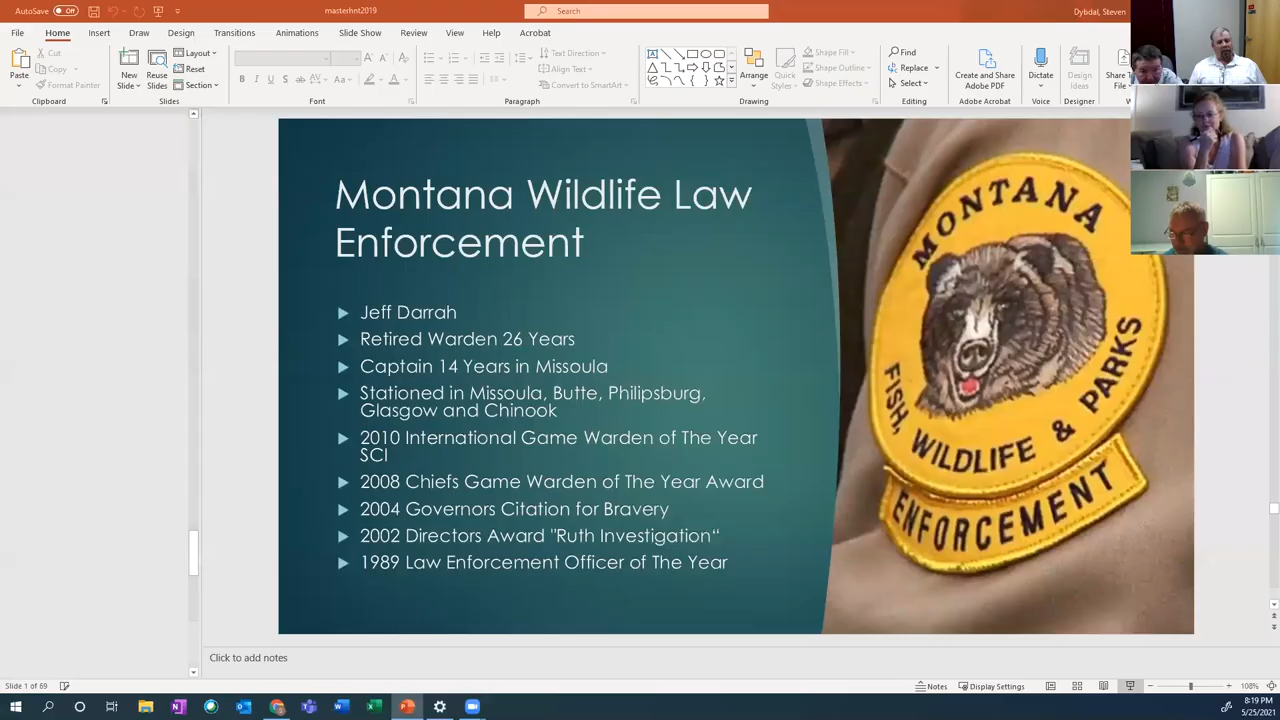 AutoSave Off masterhnt2019 Search Dybdal, Steven
File Home Insert Draw Design Transitions Animations Slide Show Review View Help Acrobat
Paste Cut Copy Format Painter
New Slides Reuse Slides Layout Reset Section
Text Direction Align Text Convert to SmartArt
Arrange Quick Styles Shape Fill Shape Outline Shape Effects
Find Replace Select
Create and Share Adobe PDF Dictate Design Ideas Share To File
Clipboard Slides Font Paragraph Drawing Editing Adobe Acrobat Voice Designer
Montana Wildlife Law
Enforcement
Jeff Darrah
Retired Warden 26 Years
Captain 14 Years in Missoula
Stationed in Missoula, Butte, Philipsburg,
Glasgow and Chinook
2010 International Game Warden of The Year
SCI
2008 Chiefs Game Warden of The Year Award
2004 Governors Citation for Bravery
2002 Directors Award "Ruth Investigation“
1989 Law Enforcement Officer of The Year
MONTANA
FISH, WILDLIFE & PARKS
ENFORCEMENT
Click to add notes
Slide 1 of 69 Notes Display Settings 108%
8:19 PM
5/25/2021